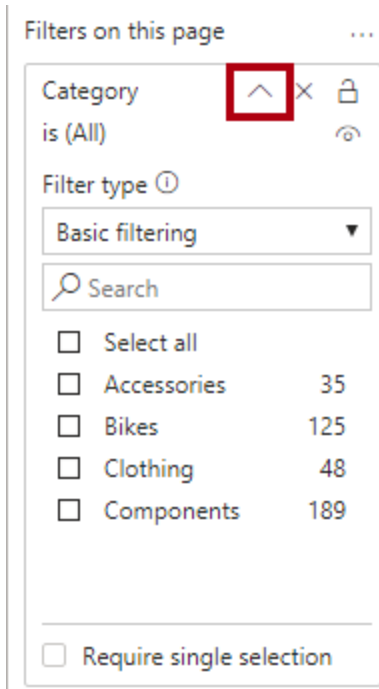 Filters on this page ...
Category
is (All)
Filter type
Basic filtering
Search
Select all
Accessories 35
Bikes 125
Clothing 48
Components 189
Require single selection